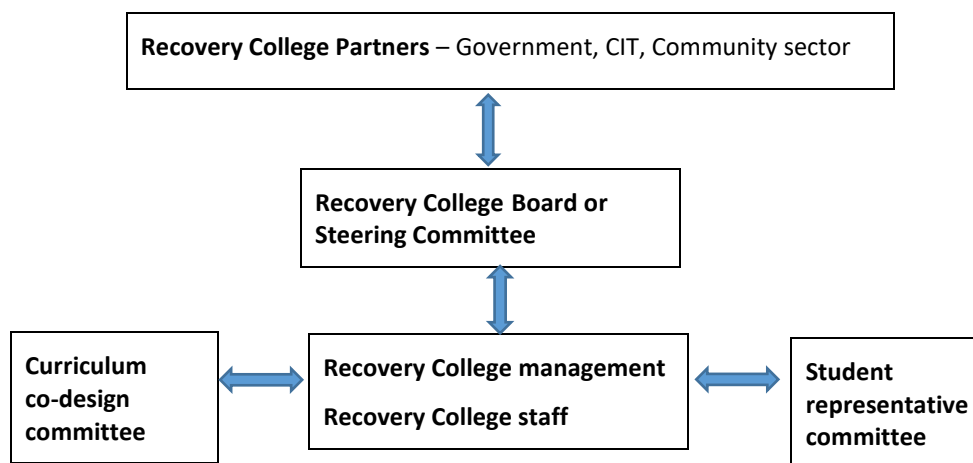 Recovery College Partners – Government, CIT, Community sector
Recovery College Board or
Steering Committee
Curriculum
co-design
committee
Recovery College management
Recovery College staff
Student
representative
committee